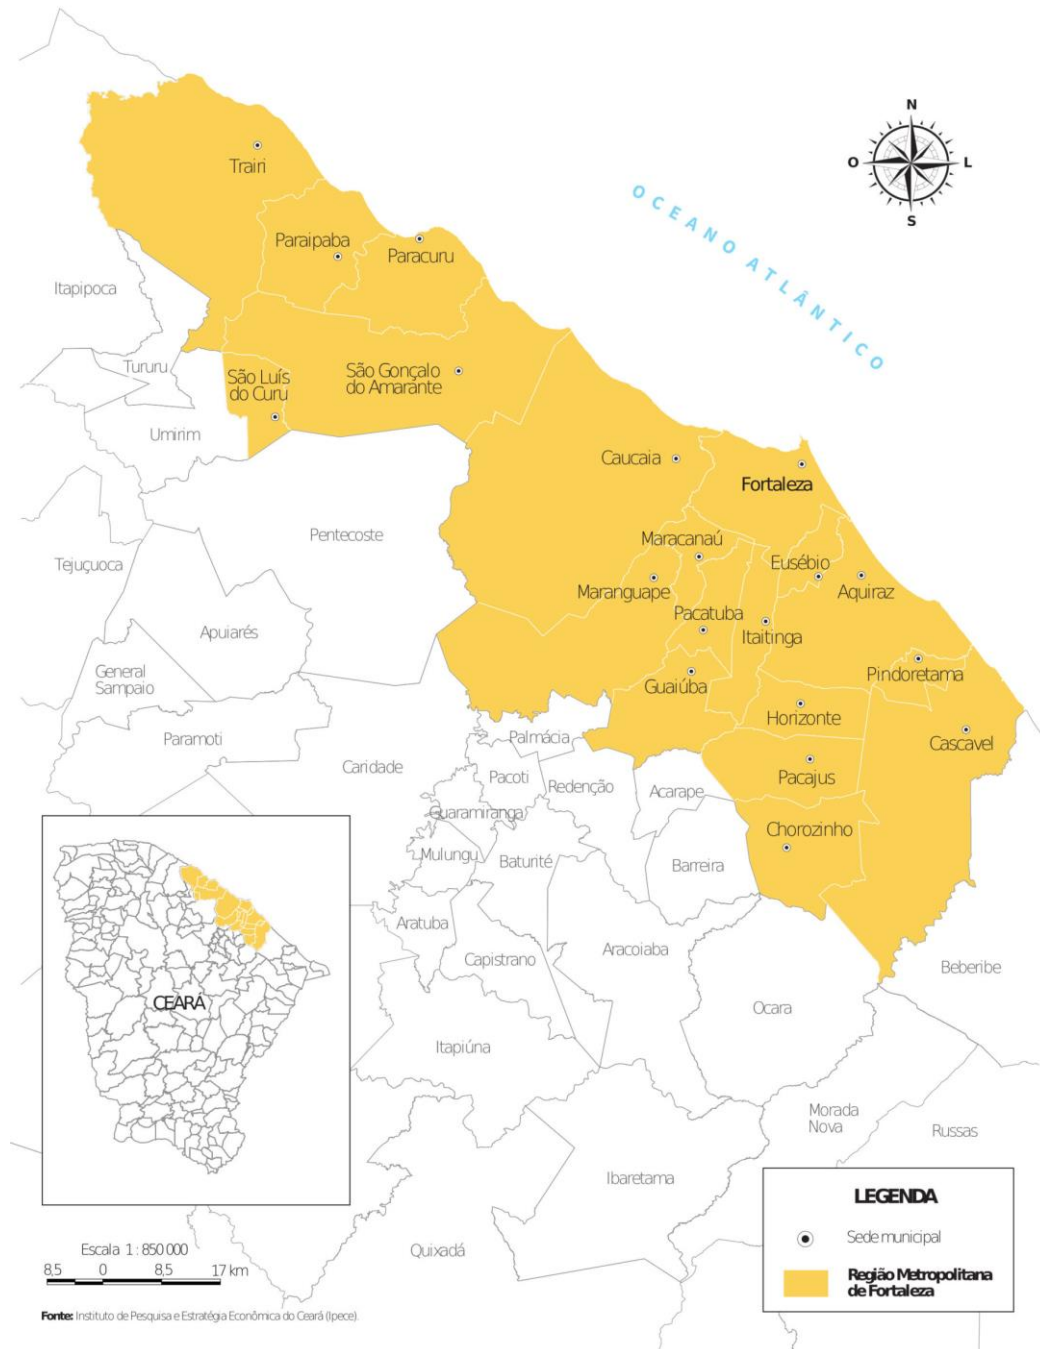 N
O
L
S
OCEANO ATLÂNTICO
Trairi
Paraipaba
Paracuru
Itapipoca
Tururu
São Luís
do Curu
São Gonçalo
do Amarante
Umirim
Caucaia
Fortaleza
Pentecoste
Maracanaú
Eusébio
Tejuçuoca
Maranguape
Aquiraz
Pacatuba
Itaitinga
Apuiarés
General
Sampaio
Pindoretama
Guaiúba
Horizonte
Paramoti
Palmácia
Cascavel
Caridade
Pacoti
Redenção
Acarape
Pacajus
Guaramiranga
Chorozinho
Mulungu
Baturité
Barreira
Aratuba
Capistrano
Aracoiaba
Beberibe
CEARÁ
Ocara
Itapiúna
Morada
Nova
Russas
Ibaretama
Quixadá
LEGENDA
Sede municipal
Região Metropolitana
de Fortaleza
Escala 1 : 850 000
8,5 0 8,5 17 km
Fonte: Instituto de Pesquisa e Estratégia Econômica do Ceará (Ipece).